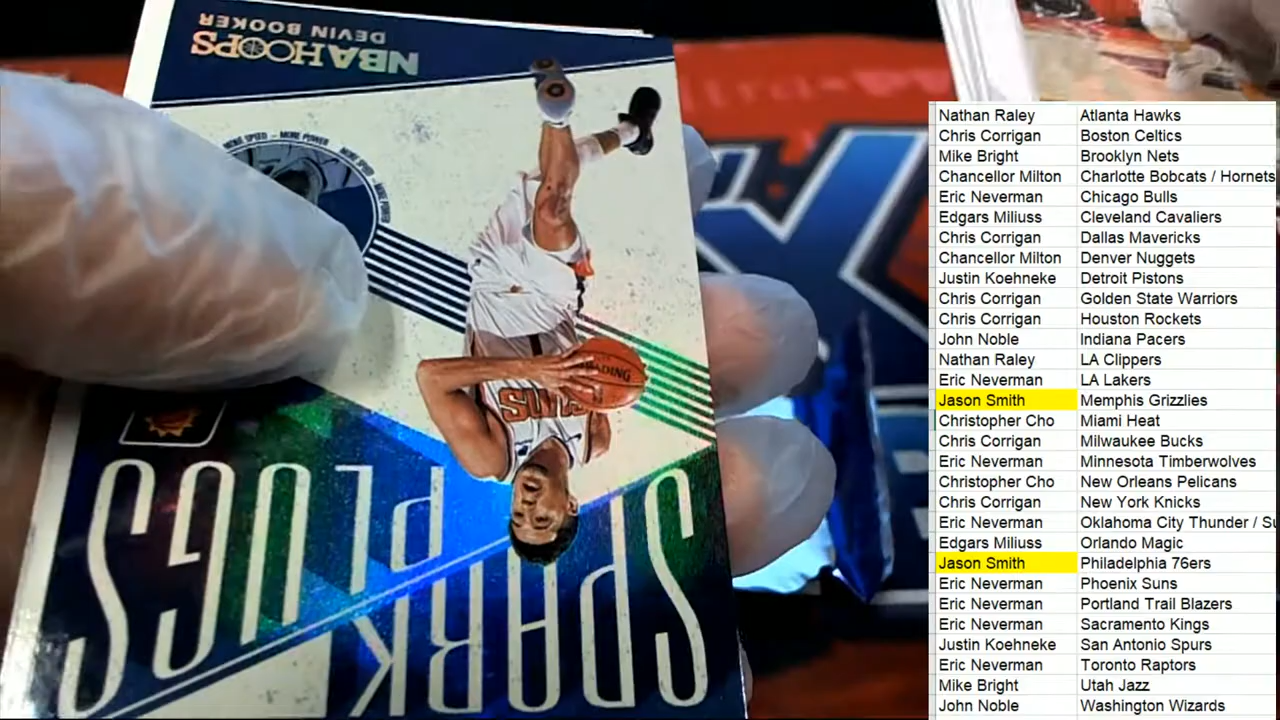 NBA HOOPS
DEVIN BOOKER
MORE SPEED – MORE POWER
SUNS
SPALDING
SPARK
PLUGS
Nathan Raley Atlanta Hawks
Chris Corrigan Boston Celtics
Mike Bright Brooklyn Nets
Chancellor Milton Charlotte Bobcats / Hornets
Eric Neverman Chicago Bulls
Edgars Miliuss Cleveland Cavaliers
Chris Corrigan Dallas Mavericks
Chancellor Milton Denver Nuggets
Justin Koehneke Detroit Pistons
Chris Corrigan Golden State Warriors
Chris Corrigan Houston Rockets
John Noble Indiana Pacers
Nathan Raley LA Clippers
Eric Neverman LA Lakers
Jason Smith Memphis Grizzlies
Christopher Cho Miami Heat
Chris Corrigan Milwaukee Bucks
Eric Neverman Minnesota Timberwolves
Christopher Cho New Orleans Pelicans
Chris Corrigan New York Knicks
Eric Neverman Oklahoma City Thunder / S
Edgars Miliuss Orlando Magic
Jason Smith Philadelphia 76ers
Eric Neverman Phoenix Suns
Eric Neverman Portland Trail Blazers
Eric Neverman Sacramento Kings
Justin Koehneke San Antonio Spurs
Eric Neverman Toronto Raptors
Mike Bright Utah Jazz
John Noble Washington Wizards